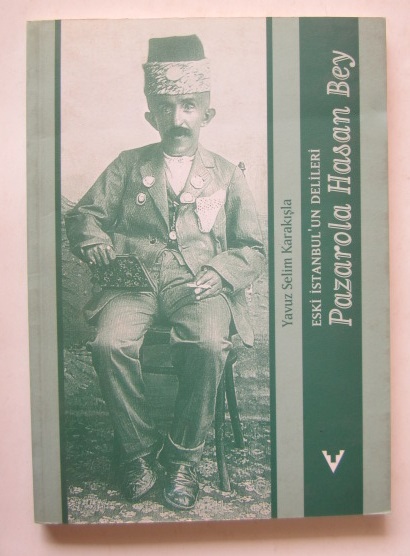 Yavuz Selim Karakışla
ESKİ İSTANBUL'UN DELİLERİ
Pazarola Hasan Bey